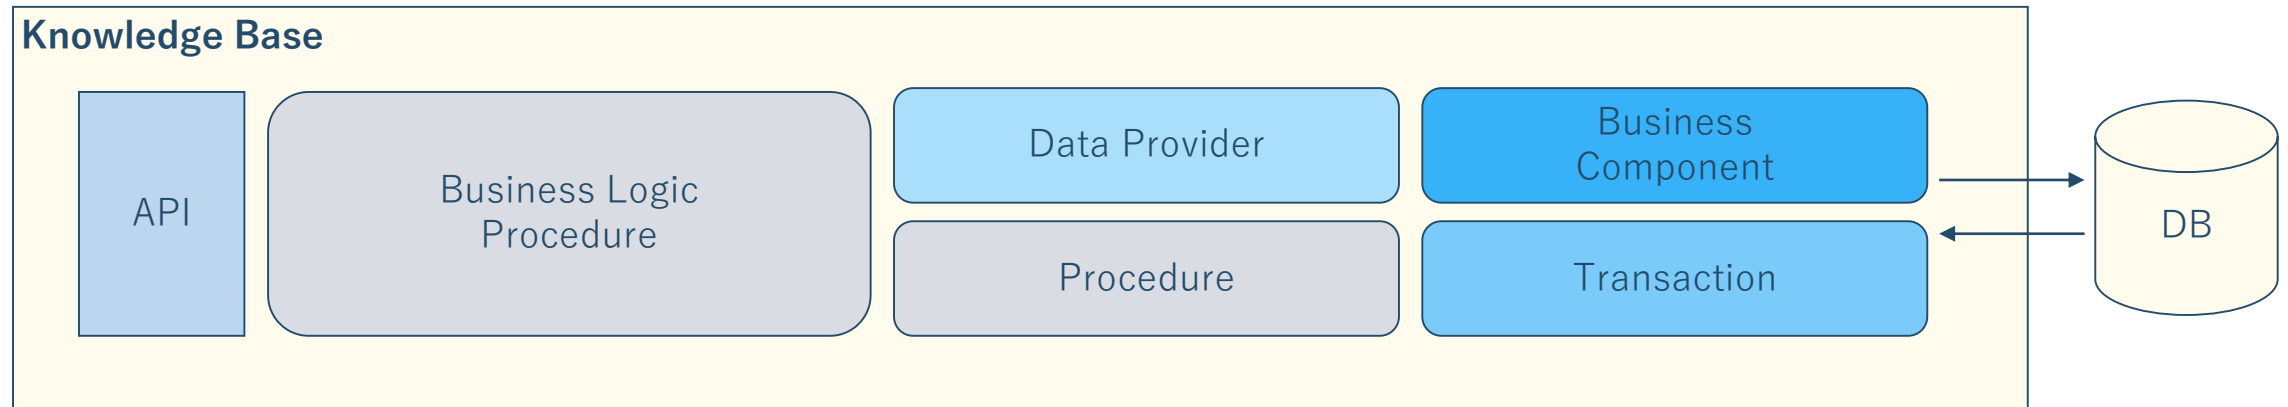 Knowledge Base
API
Business Logic
Procedure
Data Provider
Procedure
Business
Component
Transaction
DB